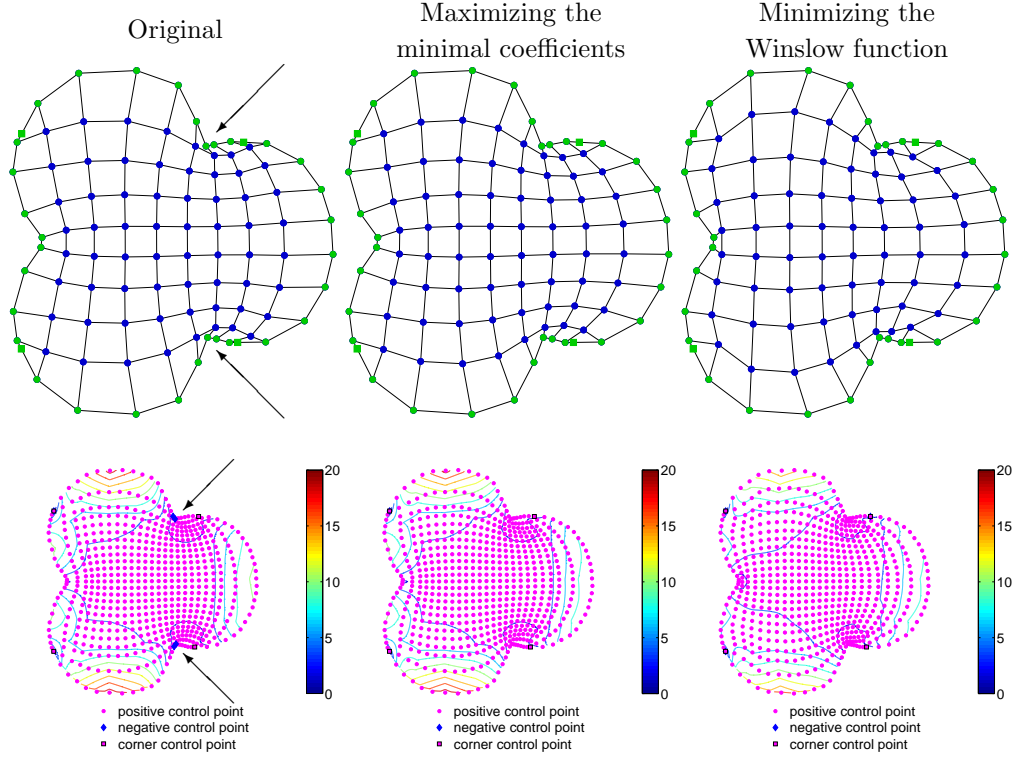 Original
Maximizing the
minimal coefficients
Minimizing the
Winslow function
20
15
10
5
0
positive control point
negative control point
corner control point
20
15
10
5
0
positive control point
negative control point
corner control point
20
15
10
5
0
positive control point
negative control point
corner control point